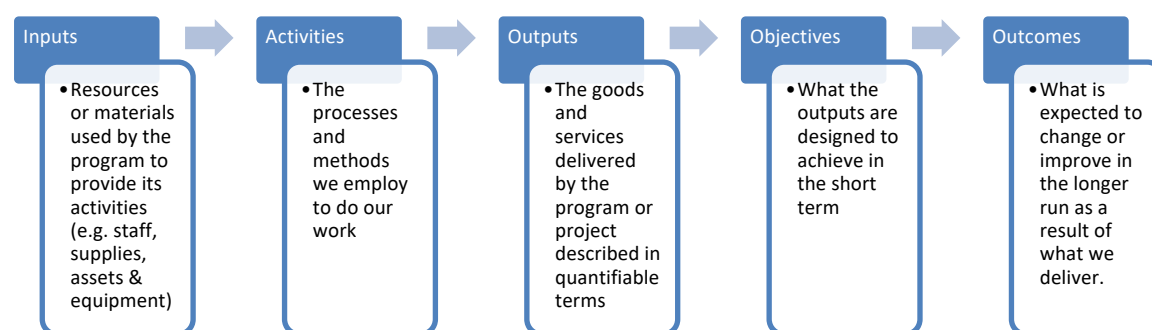 Inputs
•Resources
or materials
used by the
program to
provide its
activities
(e.g. staff,
supplies,
assets &
equipment)
Activities
•The
processes
and
methods
we employ
to do our
work
Outputs
•The goods
and
services
delivered
by the
program or
project
described in
quantifiable
terms
Objectives
•What the
outputs are
designed to
achieve in
the short
term
Outcomes
•What is
expected to
change or
improve in
the longer
run as a
result of
what we
deliver.